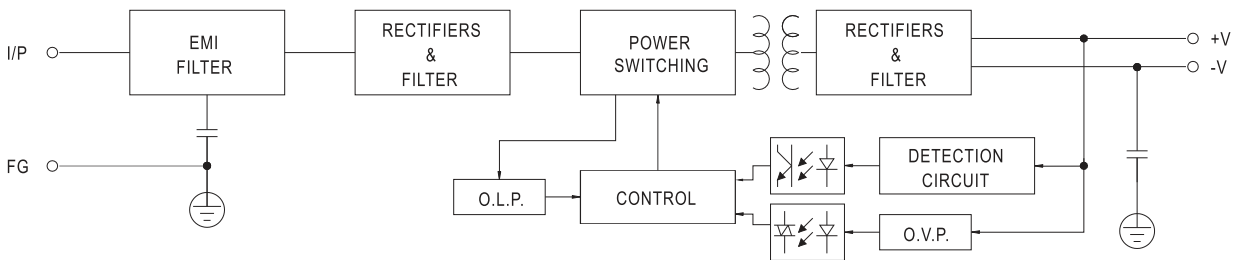 I/P
EMI
FILTER
RECTIFIERS
&
FILTER
POWER
SWITCHING
RECTIFIERS
&
FILTER
+V
-V
FG
O.L.P.
CONTROL
DETECTION
CIRCUIT
O.V.P.